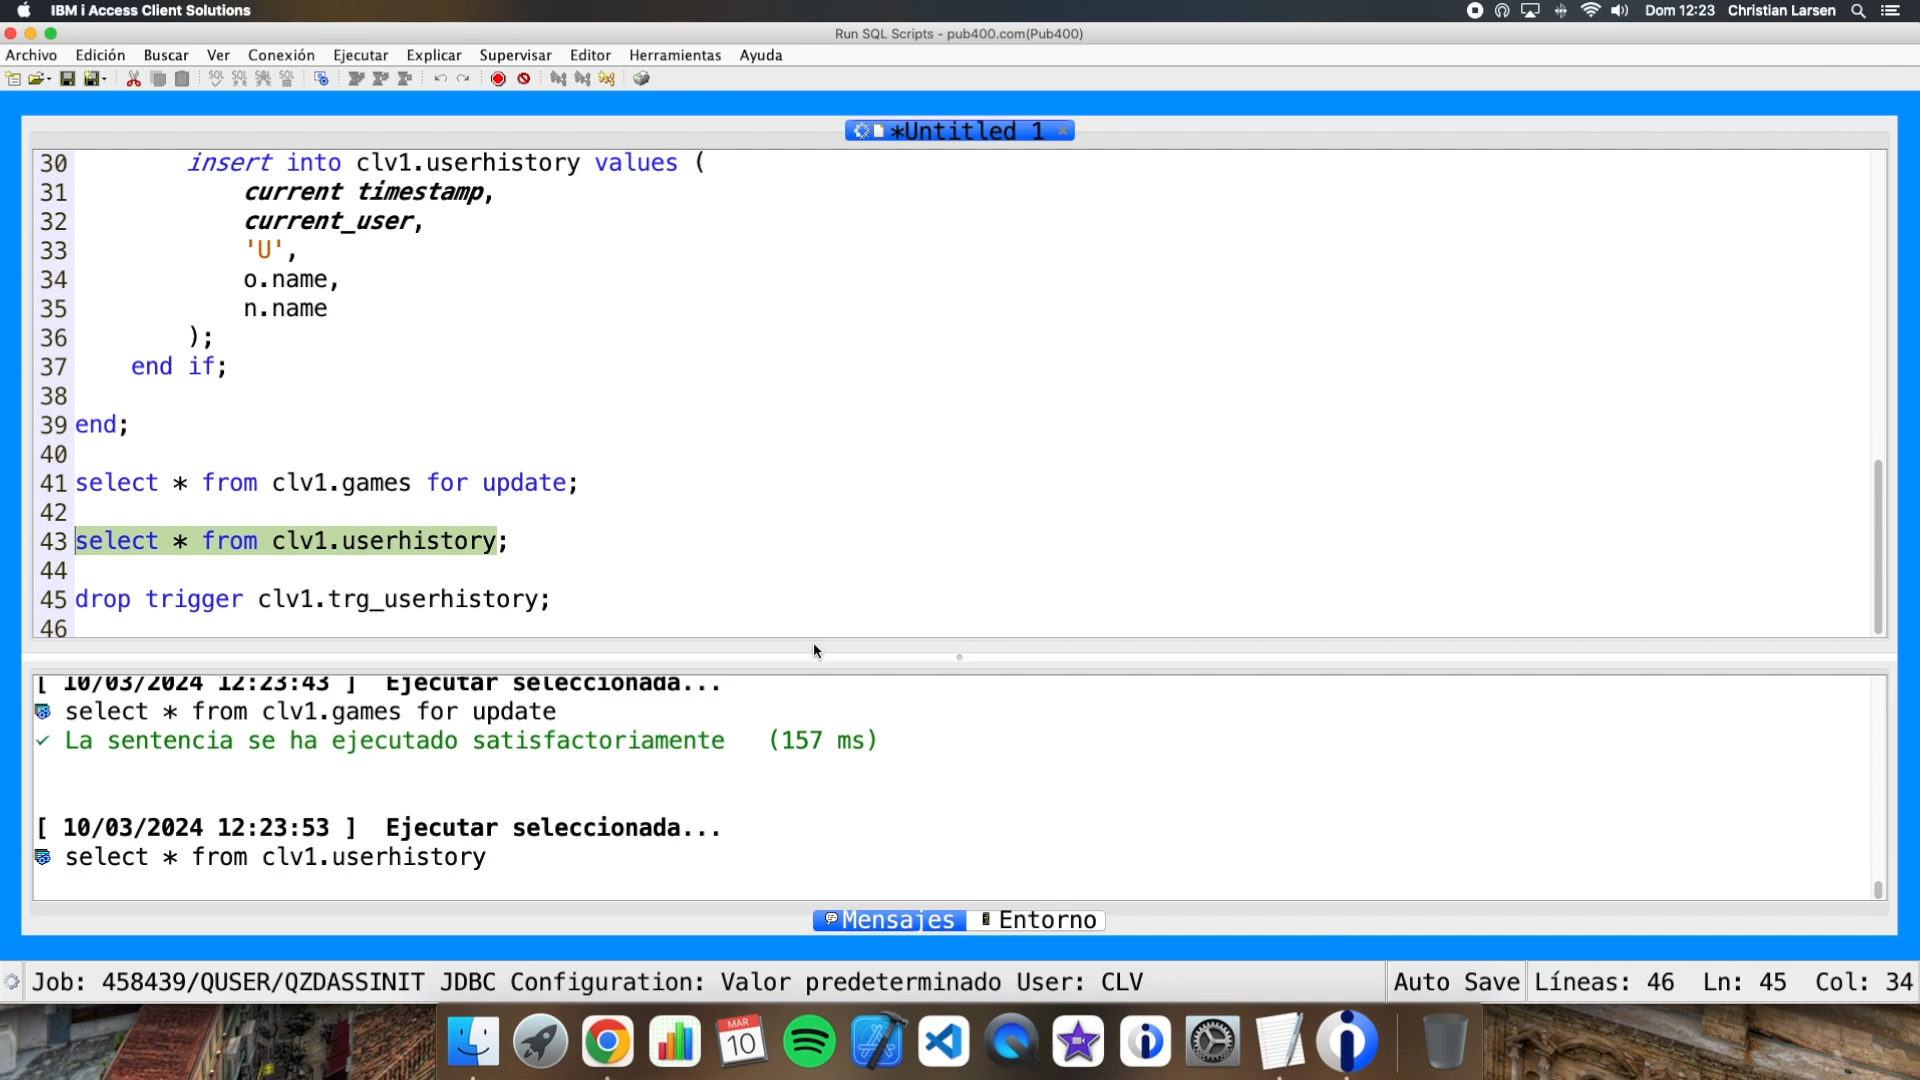 IBM i Access Client Solutions
Dom 12:23 Christian Larsen
Run SQL Scripts - pub400.com(Pub400)
Archivo Edición Buscar Ver Conexión Ejecutar Explicar Supervisar Editor Herramientas Ayuda
*Untitled 1
30 insert into clv1.userhistory values (
31 current timestamp,
32 current_user,
33 'U',
34 o.name,
35 n.name
36 );
37 end if;
38
39 end;
40
41 select * from clv1.games for update;
42
43 select * from clv1.userhistory;
44
45 drop trigger clv1.trg_userhistory;
46
[ 10/03/2024 12:23:43 ] Ejecutar seleccionada...
select * from clv1.games for update
✓ La sentencia se ha ejecutado satisfactoriamente (157 ms)
[ 10/03/2024 12:23:53 ] Ejecutar seleccionada...
select * from clv1.userhistory
Mensajes Entorno
Job: 458439/QUSER/QZDASSINIT JDBC Configuration: Valor predeterminado User: CLV Auto Save Líneas: 46 Ln: 45 Col: 34
MAR
10